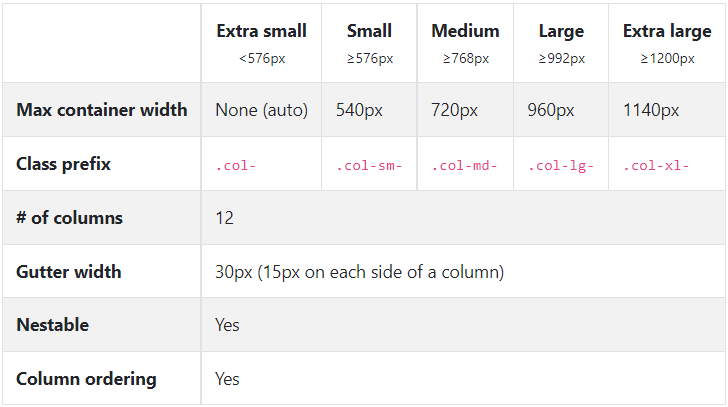 Extra small Small Medium Large Extra large
<576px ≥576px ≥768px ≥992px ≥1200px
Max container width None (auto) 540px 720px 960px 1140px
Class prefix .col- .col-sm- .col-md- .col-lg- .col-xl-
# of columns 12
Gutter width 30px (15px on each side of a column)
Nestable Yes
Column ordering Yes